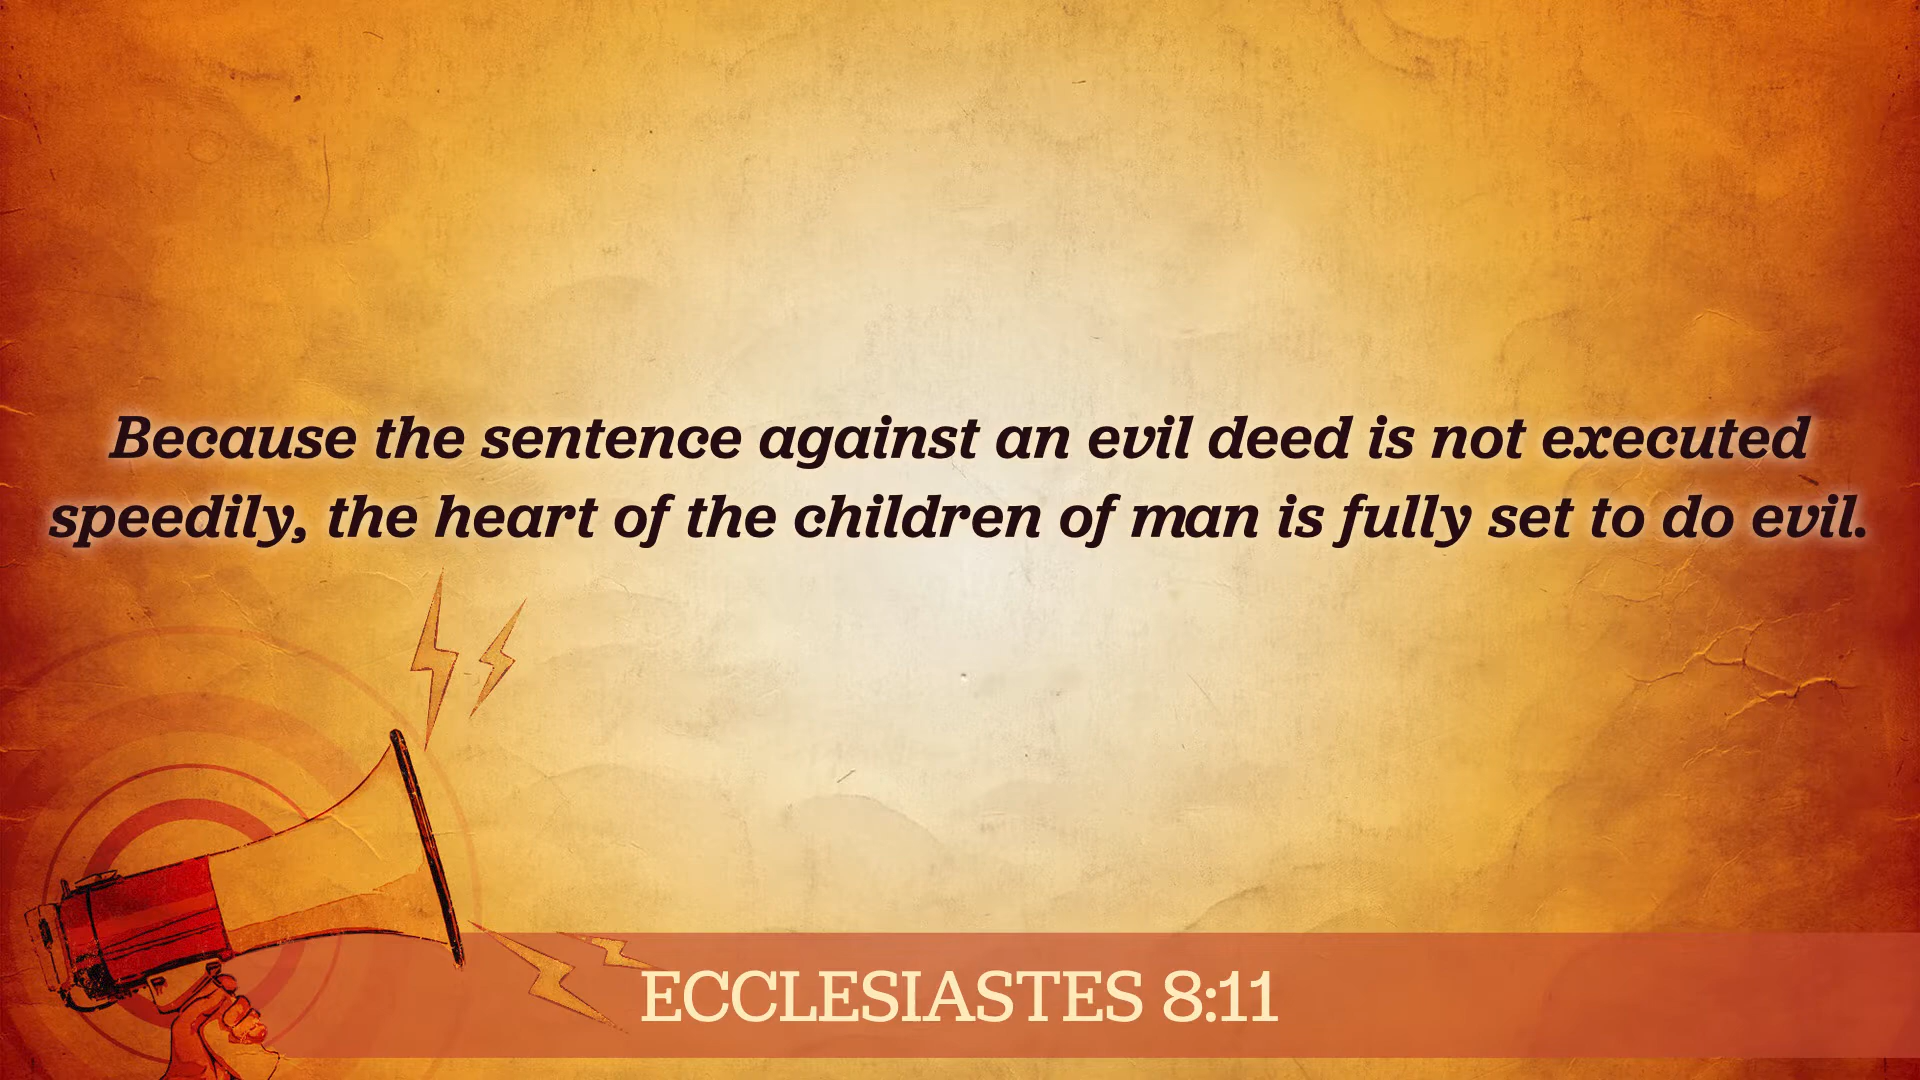 Because the sentence against an evil deed is not executed
speedily, the heart of the children of man is fully set to do evil.
ECCLESIASTES 8:11